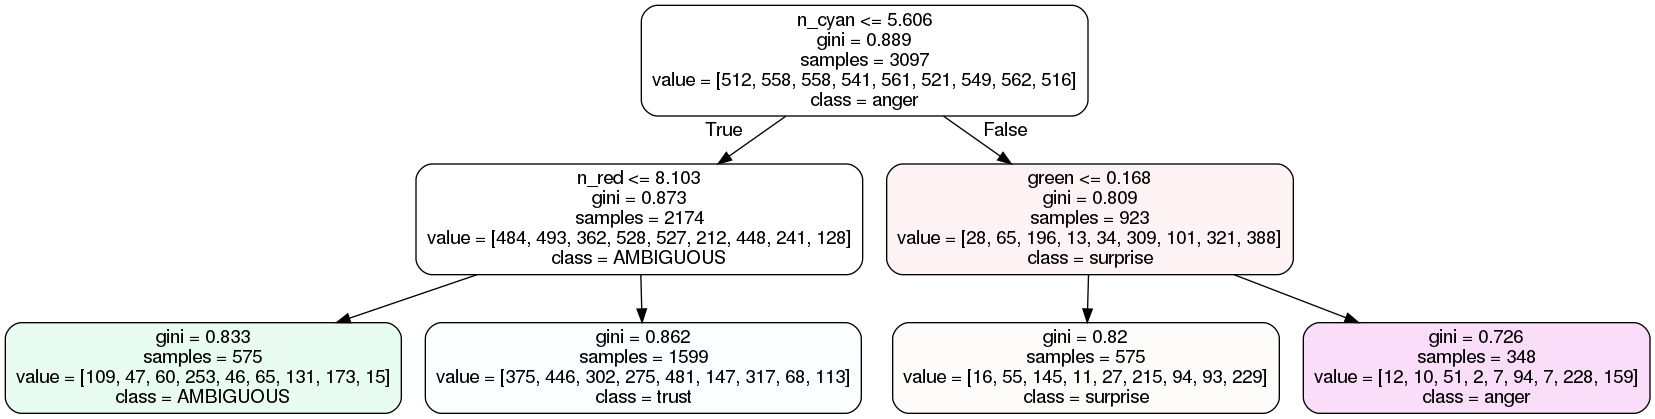 n_cyan <= 5.606
gini = 0.889
samples = 3097
value = [512, 558, 558, 541, 561, 521, 549, 562, 516]
class = anger
True
False
n_red <= 8.103
gini = 0.873
samples = 2174
value = [484, 493, 362, 528, 527, 212, 448, 241, 128]
class = AMBIGUOUS
green <= 0.168
gini = 0.809
samples = 923
value = [28, 65, 196, 13, 34, 309, 101, 321, 388]
class = surprise
gini = 0.833
samples = 575
value = [109, 47, 60, 253, 46, 65, 131, 173, 15]
class = AMBIGUOUS
gini = 0.862
samples = 1599
value = [375, 446, 302, 275, 481, 147, 317, 68, 113]
class = trust
gini = 0.82
samples = 575
value = [16, 55, 145, 11, 27, 215, 94, 93, 229]
class = surprise
gini = 0.726
samples = 348
value = [12, 10, 51, 2, 7, 94, 7, 228, 159]
class = anger